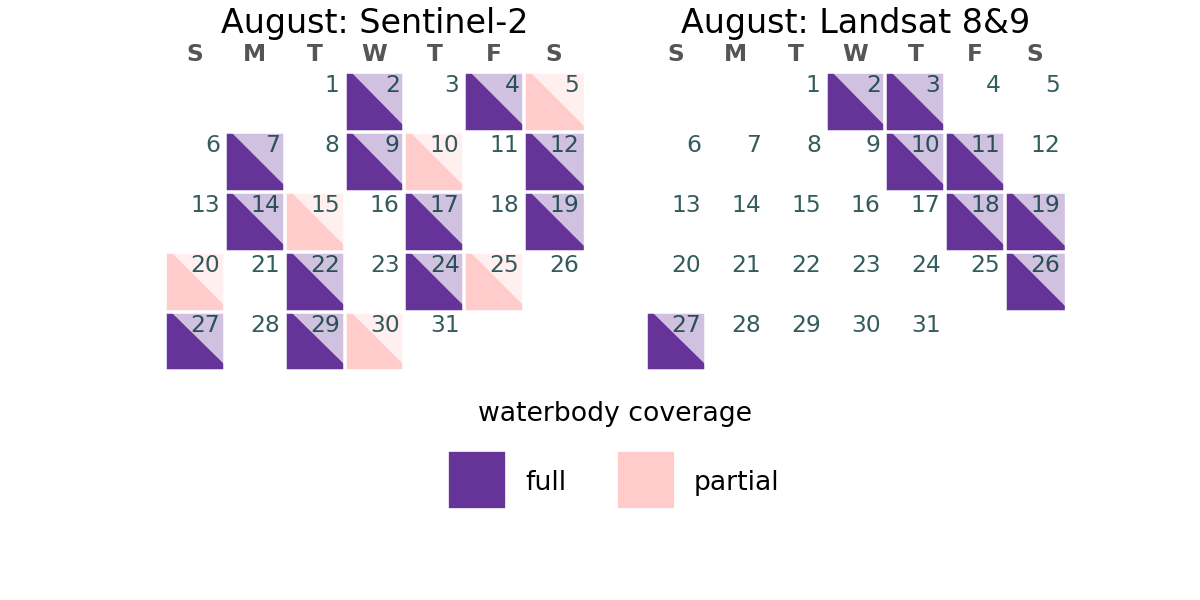 August: Sentinel-2
S M T W T F S
1 2 3 4 5
6 7 8 9 10 11 12
13 14 15 16 17 18 19
20 21 22 23 24 25 26
27 28 29 30 31
August: Landsat 8&9
S M T W T F S
1 2 3 4 5
6 7 8 9 10 11 12
13 14 15 16 17 18 19
20 21 22 23 24 25 26
27 28 29 30 31
waterbody coverage
full
partial